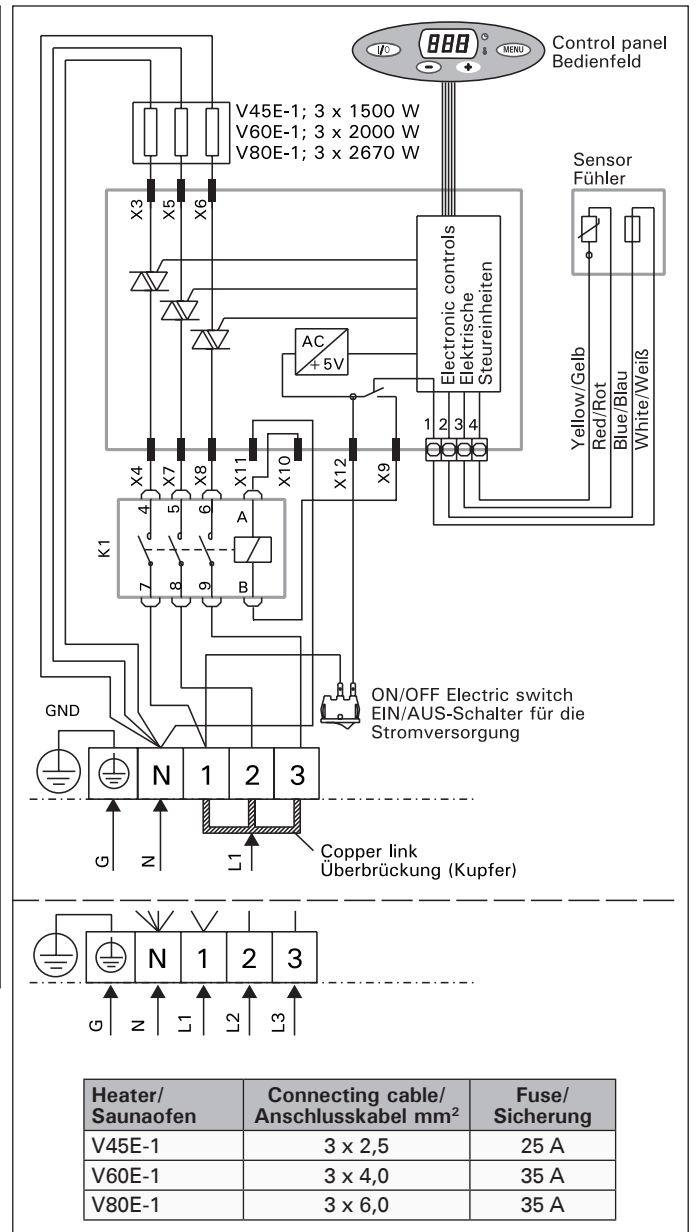 I/O
888
MENU
− +
Control panel
Bedienfeld
V45E-1; 3 x 1500 W
V60E-1; 3 x 2000 W
V80E-1; 3 x 2670 W
Sensor
Fühler
X3 X5 X6
Electronic controls
Elektrische
Steureinheiten
AC
+5V
Yellow/Gelb
Red/Rot
Blue/Blau
White/Weiß
1 2 3 4
X4 X7 X8 X11 X10 X12 X9
4 5 6 A
K1
7 8 9 B
ON/OFF Electric switch
EIN/AUS-Schalter für die
Stromversorgung
GND
N 1 2 3
G N L1
Copper link
Überbrückung (Kupfer)
N 1 2 3
G N L1 L2 L3
Heater/ Connecting cable/ Fuse/
Saunaofen Anschlusskabel mm² Sicherung
V45E-1 3 x 2,5 25 A
V60E-1 3 x 4,0 35 A
V80E-1 3 x 6,0 35 A